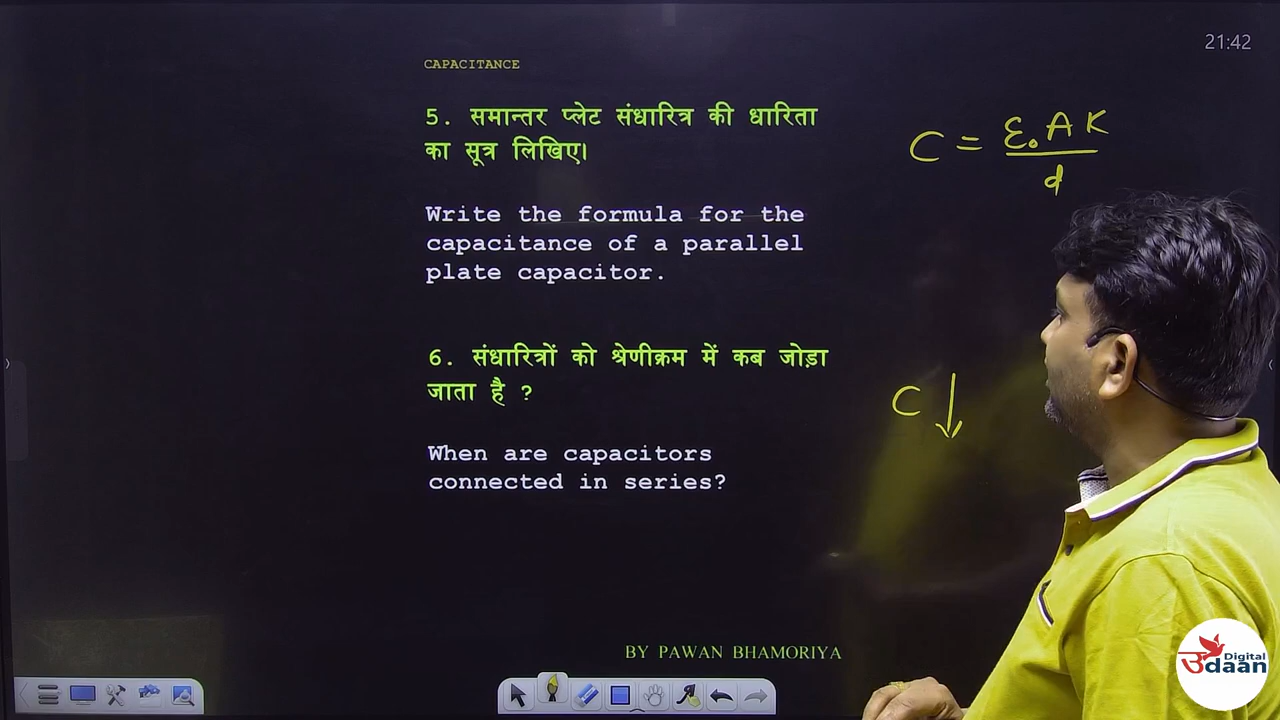 21:42
CAPACITANCE
5. समान्तर प्लेट संधारित्र की धारिता
का सूत्र लिखिए।
C = ε₀AK/d
Write the formula for the
capacitance of a parallel
plate capacitor.
6. संधारित्रों को श्रेणीक्रम में कब जोड़ा
जाता है ?
C ↓
When are capacitors
connected in series?
BY PAWAN BHAMORIYA
Digital
उdaan